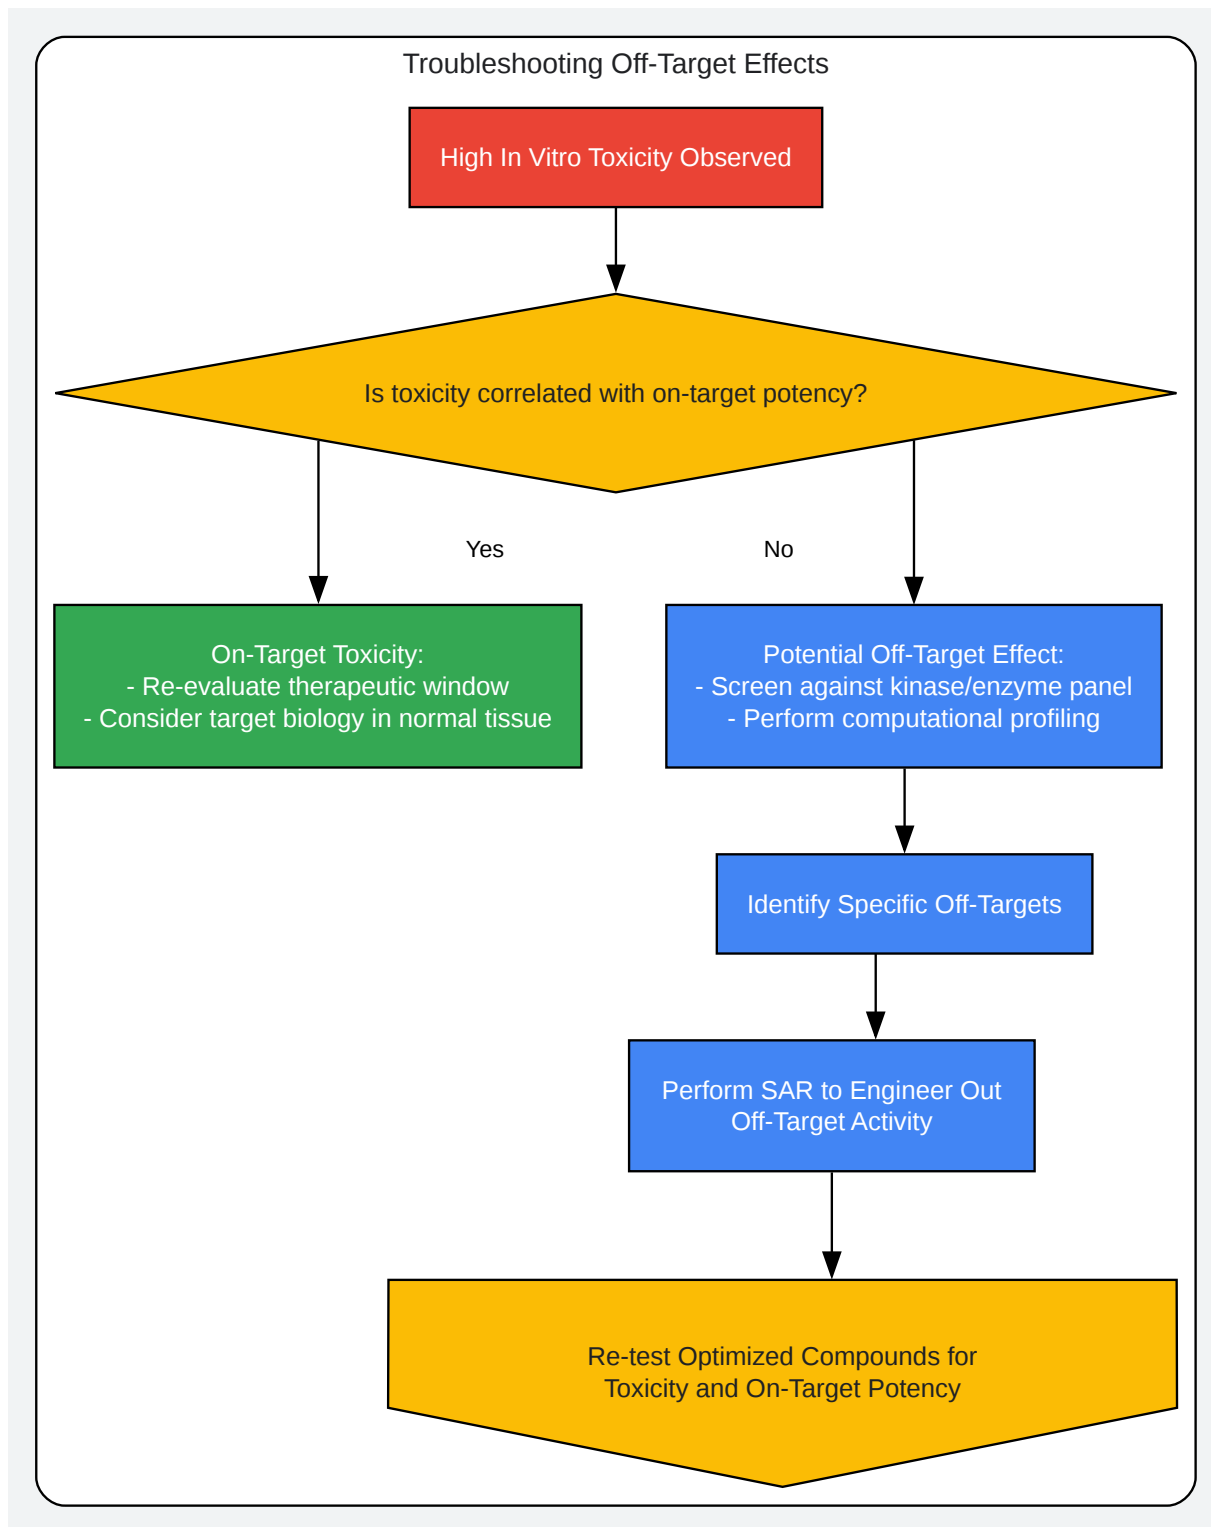 Troubleshooting Off-Target Effects
High In Vitro Toxicity Observed
Is toxicity correlated with on-target potency?
Yes
No
On-Target Toxicity:
- Re-evaluate therapeutic window
- Consider target biology in normal tissue
Potential Off-Target Effect:
- Screen against kinase/enzyme panel
- Perform computational profiling
Identify Specific Off-Targets
Perform SAR to Engineer Out
Off-Target Activity
Re-test Optimized Compounds for
Toxicity and On-Target Potency